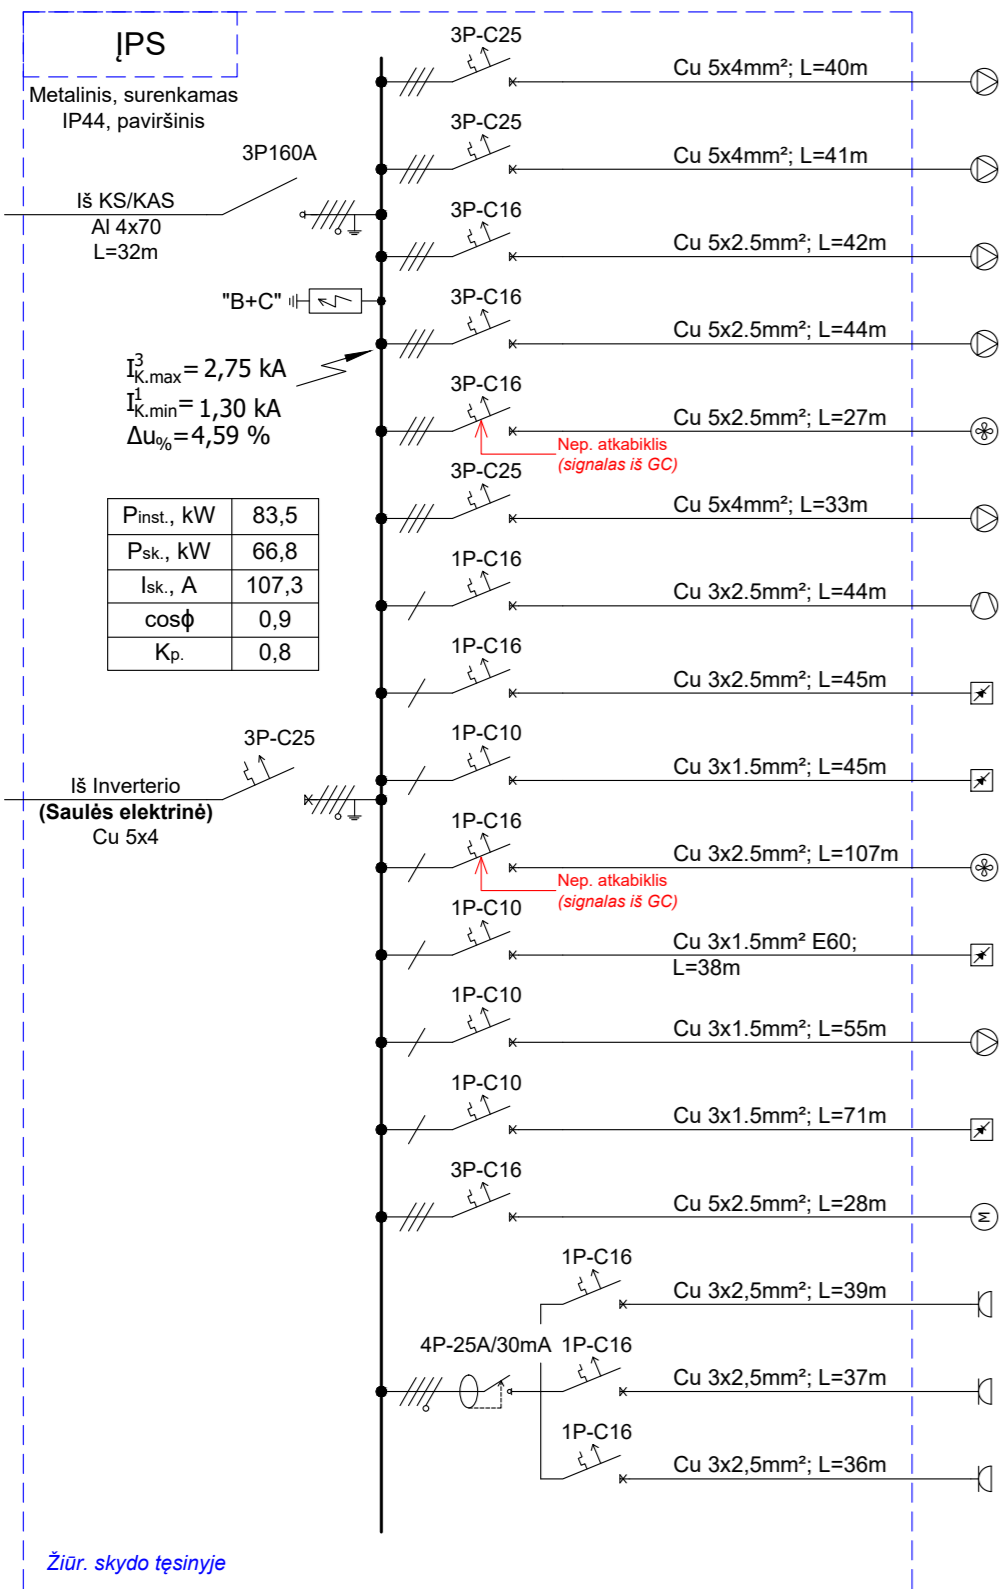 ĮPS
Metalinis, surenkamas
IP44, paviršinis
3P160A
Iš KS/KAS
Al 4x70
L=32m
"B+C"
I³K.max= 2,75 kA
I¹K.min= 1,30 kA
Δu%=4,59 %
Pinst., kW 83,5
Psk., kW 66,8
Isk., A 107,3
cosϕ 0,9
Kp. 0,8
3P-C25
Iš Inverterio
(Saulės elektrinė)
Cu 5x4
3P-C25
Cu 5x4mm²; L=40m
3P-C25
Cu 5x4mm²; L=41m
3P-C16
Cu 5x2.5mm²; L=42m
3P-C16
Cu 5x2.5mm²; L=44m
3P-C16
Cu 5x2.5mm²; L=27m
Nep. atkabiklis
(signalas iš GC)
3P-C25
Cu 5x4mm²; L=33m
1P-C16
Cu 3x2.5mm²; L=44m
1P-C16
Cu 3x2.5mm²; L=45m
1P-C10
Cu 3x1.5mm²; L=45m
1P-C16
Cu 3x2.5mm²; L=107m
Nep. atkabiklis
(signalas iš GC)
1P-C10
Cu 3x1.5mm² E60;
L=38m
1P-C10
Cu 3x1.5mm²; L=55m
1P-C10
Cu 3x1.5mm²; L=71m
3P-C16
Cu 5x2.5mm²; L=28m
M
1P-C16
Cu 3x2,5mm²; L=39m
4P-25A/30mA
1P-C16
Cu 3x2,5mm²; L=37m
1P-C16
Cu 3x2,5mm²; L=36m
Žiūr. skydo tęsinyje